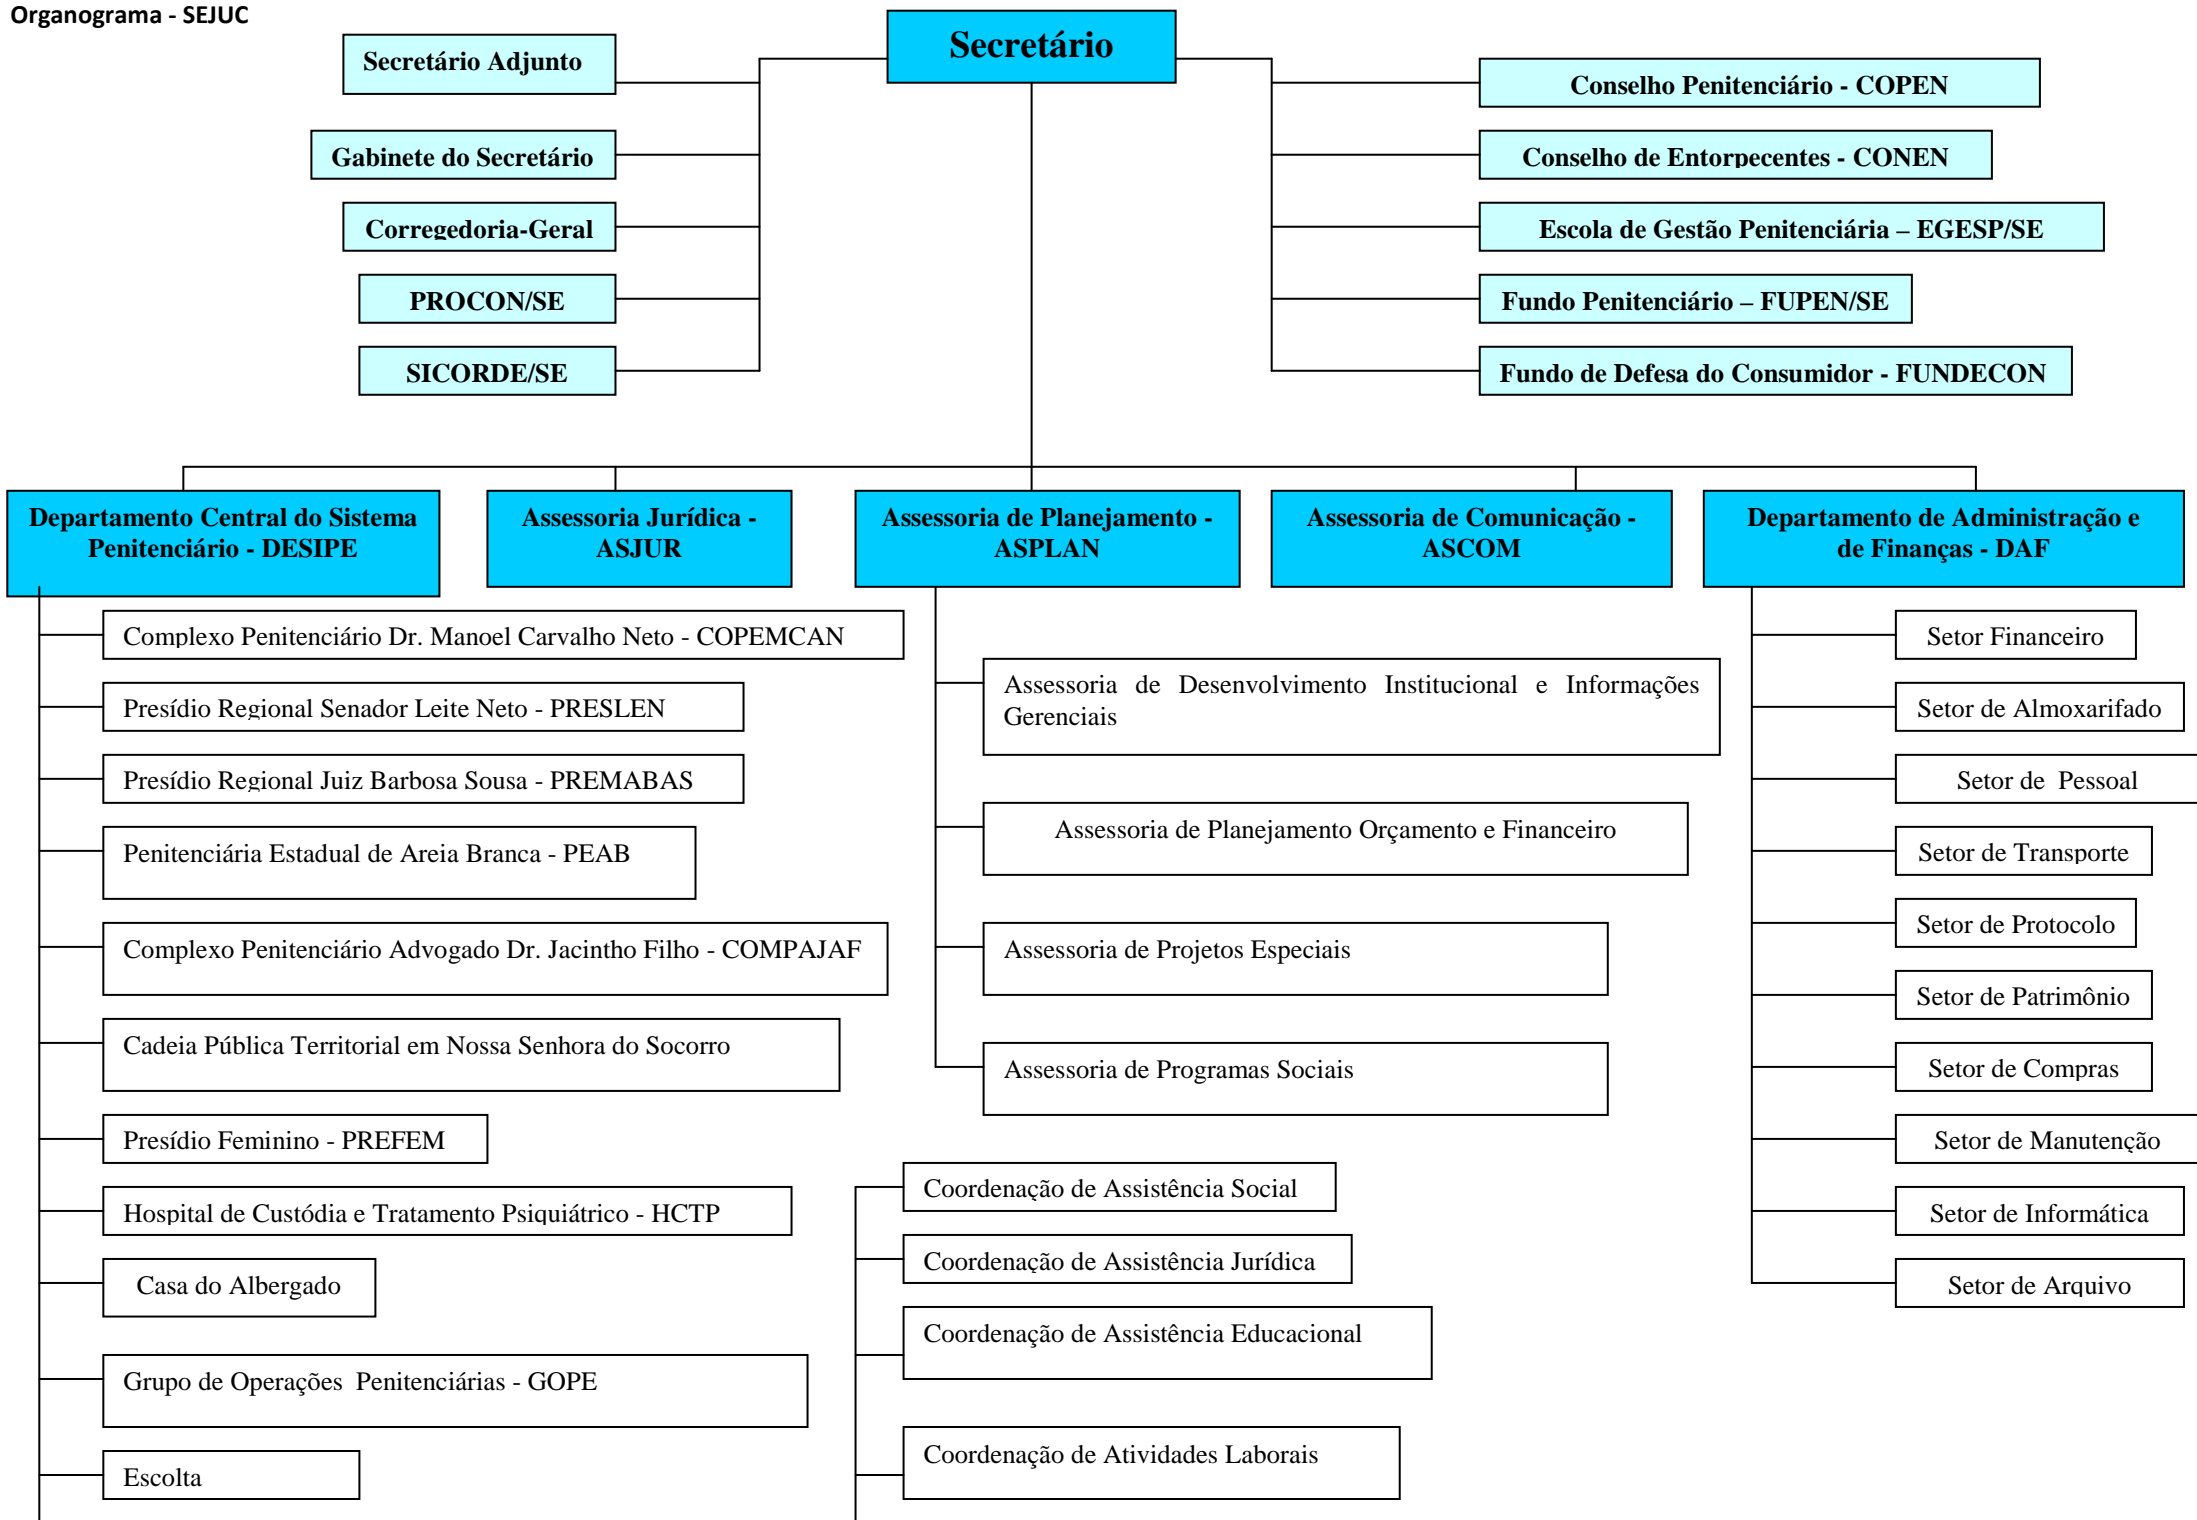 Organograma - SEJUC
Secretário
Secretário Adjunto
Gabinete do Secretário
Corregedoria-Geral
PROCON/SE
SICORDE/SE
Conselho Penitenciário - COPEN
Conselho de Entorpecentes - CONEN
Escola de Gestão Penitenciária – EGESP/SE
Fundo Penitenciário – FUPEN/SE
Fundo de Defesa do Consumidor - FUNDECON
Departamento Central do Sistema
Penitenciário - DESIPE
Assessoria Jurídica -
ASJUR
Assessoria de Planejamento -
ASPLAN
Assessoria de Comunicação -
ASCOM
Departamento de Administração e
de Finanças - DAF
Complexo Penitenciário Dr. Manoel Carvalho Neto - COPEMCAN
Presídio Regional Senador Leite Neto - PRESLEN
Presídio Regional Juiz Barbosa Sousa - PREMABAS
Penitenciária Estadual de Areia Branca - PEAB
Complexo Penitenciário Advogado Dr. Jacintho Filho - COMPAJAF
Cadeia Pública Territorial em Nossa Senhora do Socorro
Presídio Feminino - PREFEM
Hospital de Custódia e Tratamento Psiquiátrico - HCTP
Casa do Albergado
Grupo de Operações  Penitenciárias - GOPE
Escolta
Assessoria de Desenvolvimento Institucional e Informações
Gerenciais
Assessoria de Planejamento Orçamento e Financeiro
Assessoria de Projetos Especiais
Assessoria de Programas Sociais
Coordenação de Assistência Social
Coordenação de Assistência Jurídica
Coordenação de Assistência Educacional
Coordenação de Atividades Laborais
Setor Financeiro
Setor de Almoxarifado
Setor de  Pessoal
Setor de Transporte
Setor de Protocolo
Setor de Patrimônio
Setor de Compras
Setor de Manutenção
Setor de Informática
Setor de Arquivo